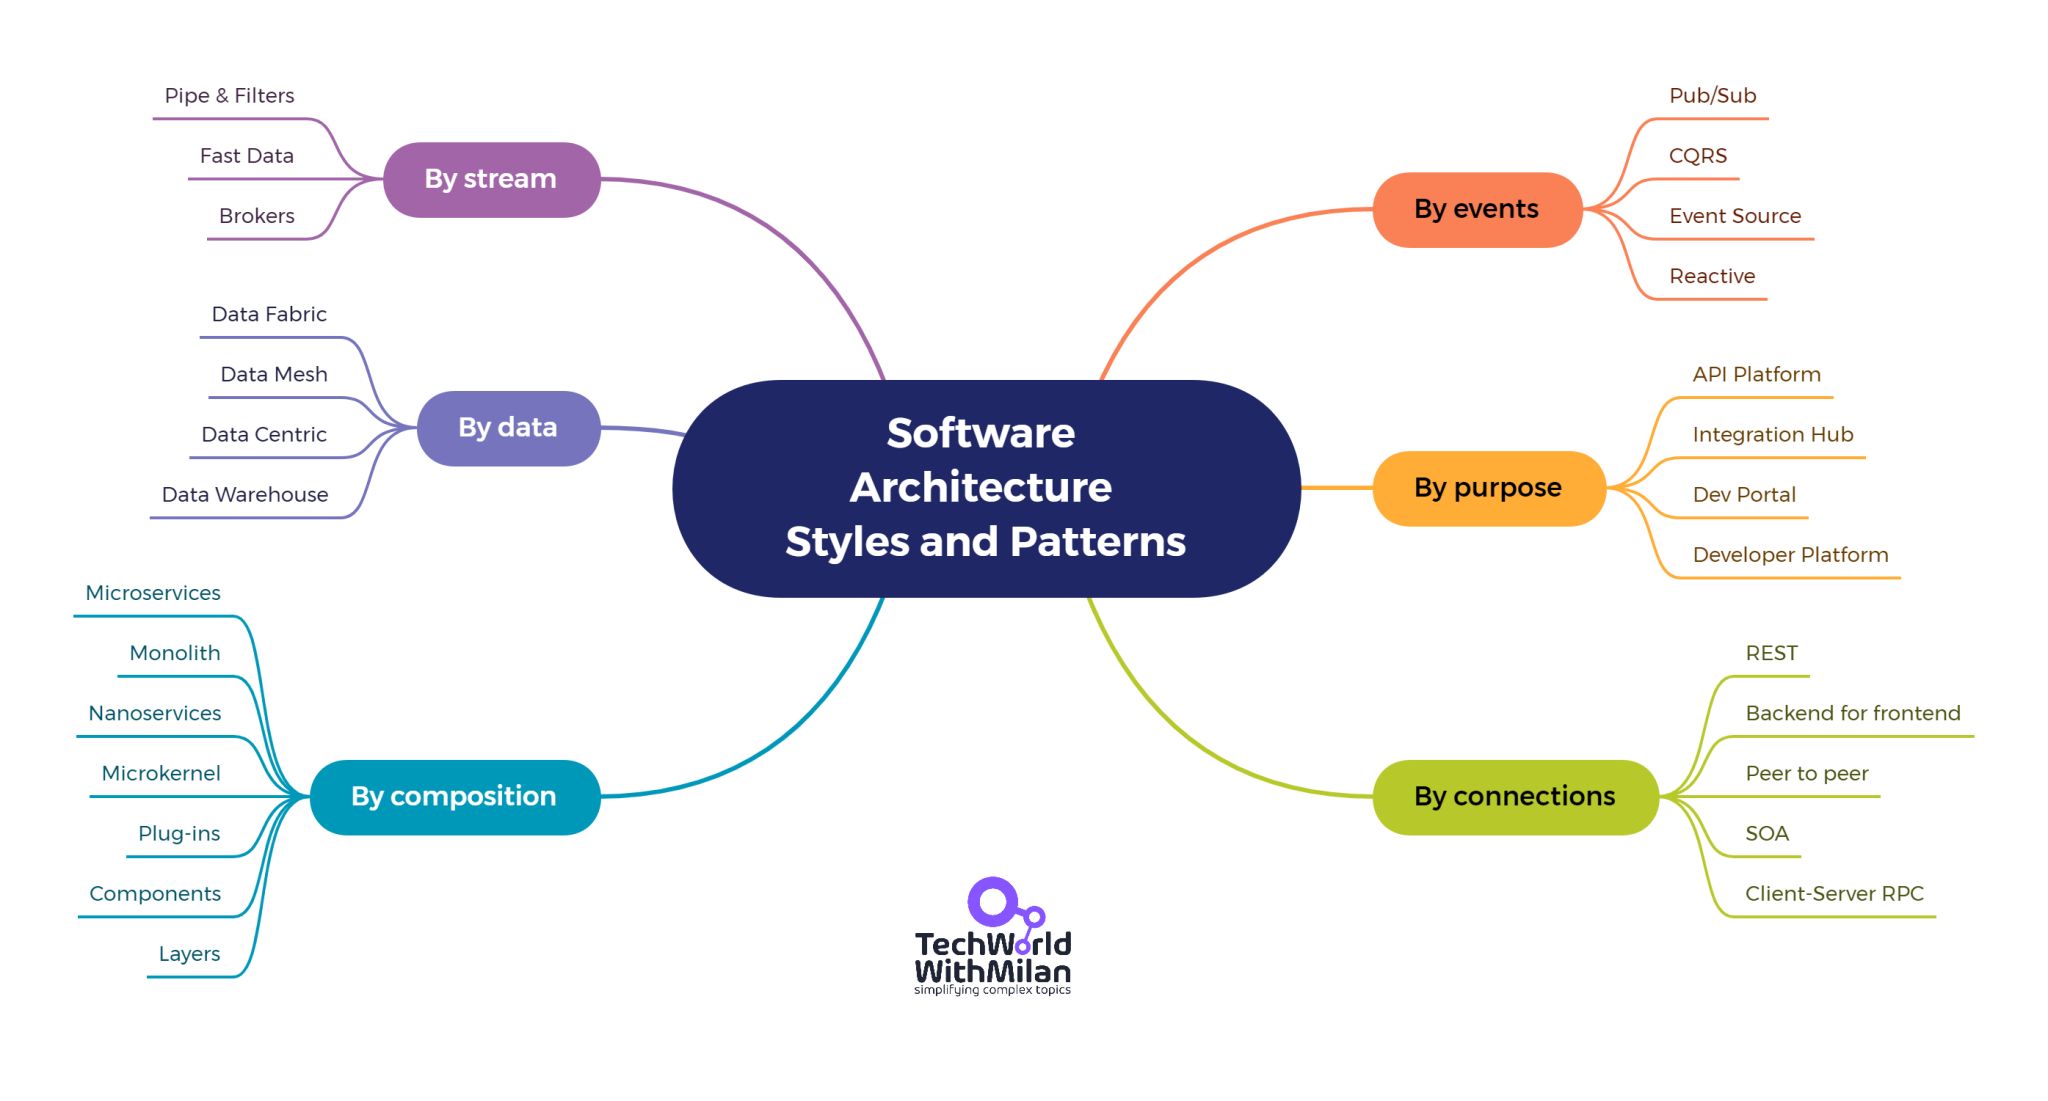 Software
Architecture
Styles and Patterns
By stream
Pipe & Filters
Fast Data
Brokers
By data
Data Fabric
Data Mesh
Data Centric
Data Warehouse
By composition
Microservices
Monolith
Nanoservices
Microkernel
Plug-ins
Components
Layers
By events
Pub/Sub
CQRS
Event Source
Reactive
By purpose
API Platform
Integration Hub
Dev Portal
Developer Platform
By connections
REST
Backend for frontend
Peer to peer
SOA
Client-Server RPC
TechWorld
WithMilan
simplifying complex topics